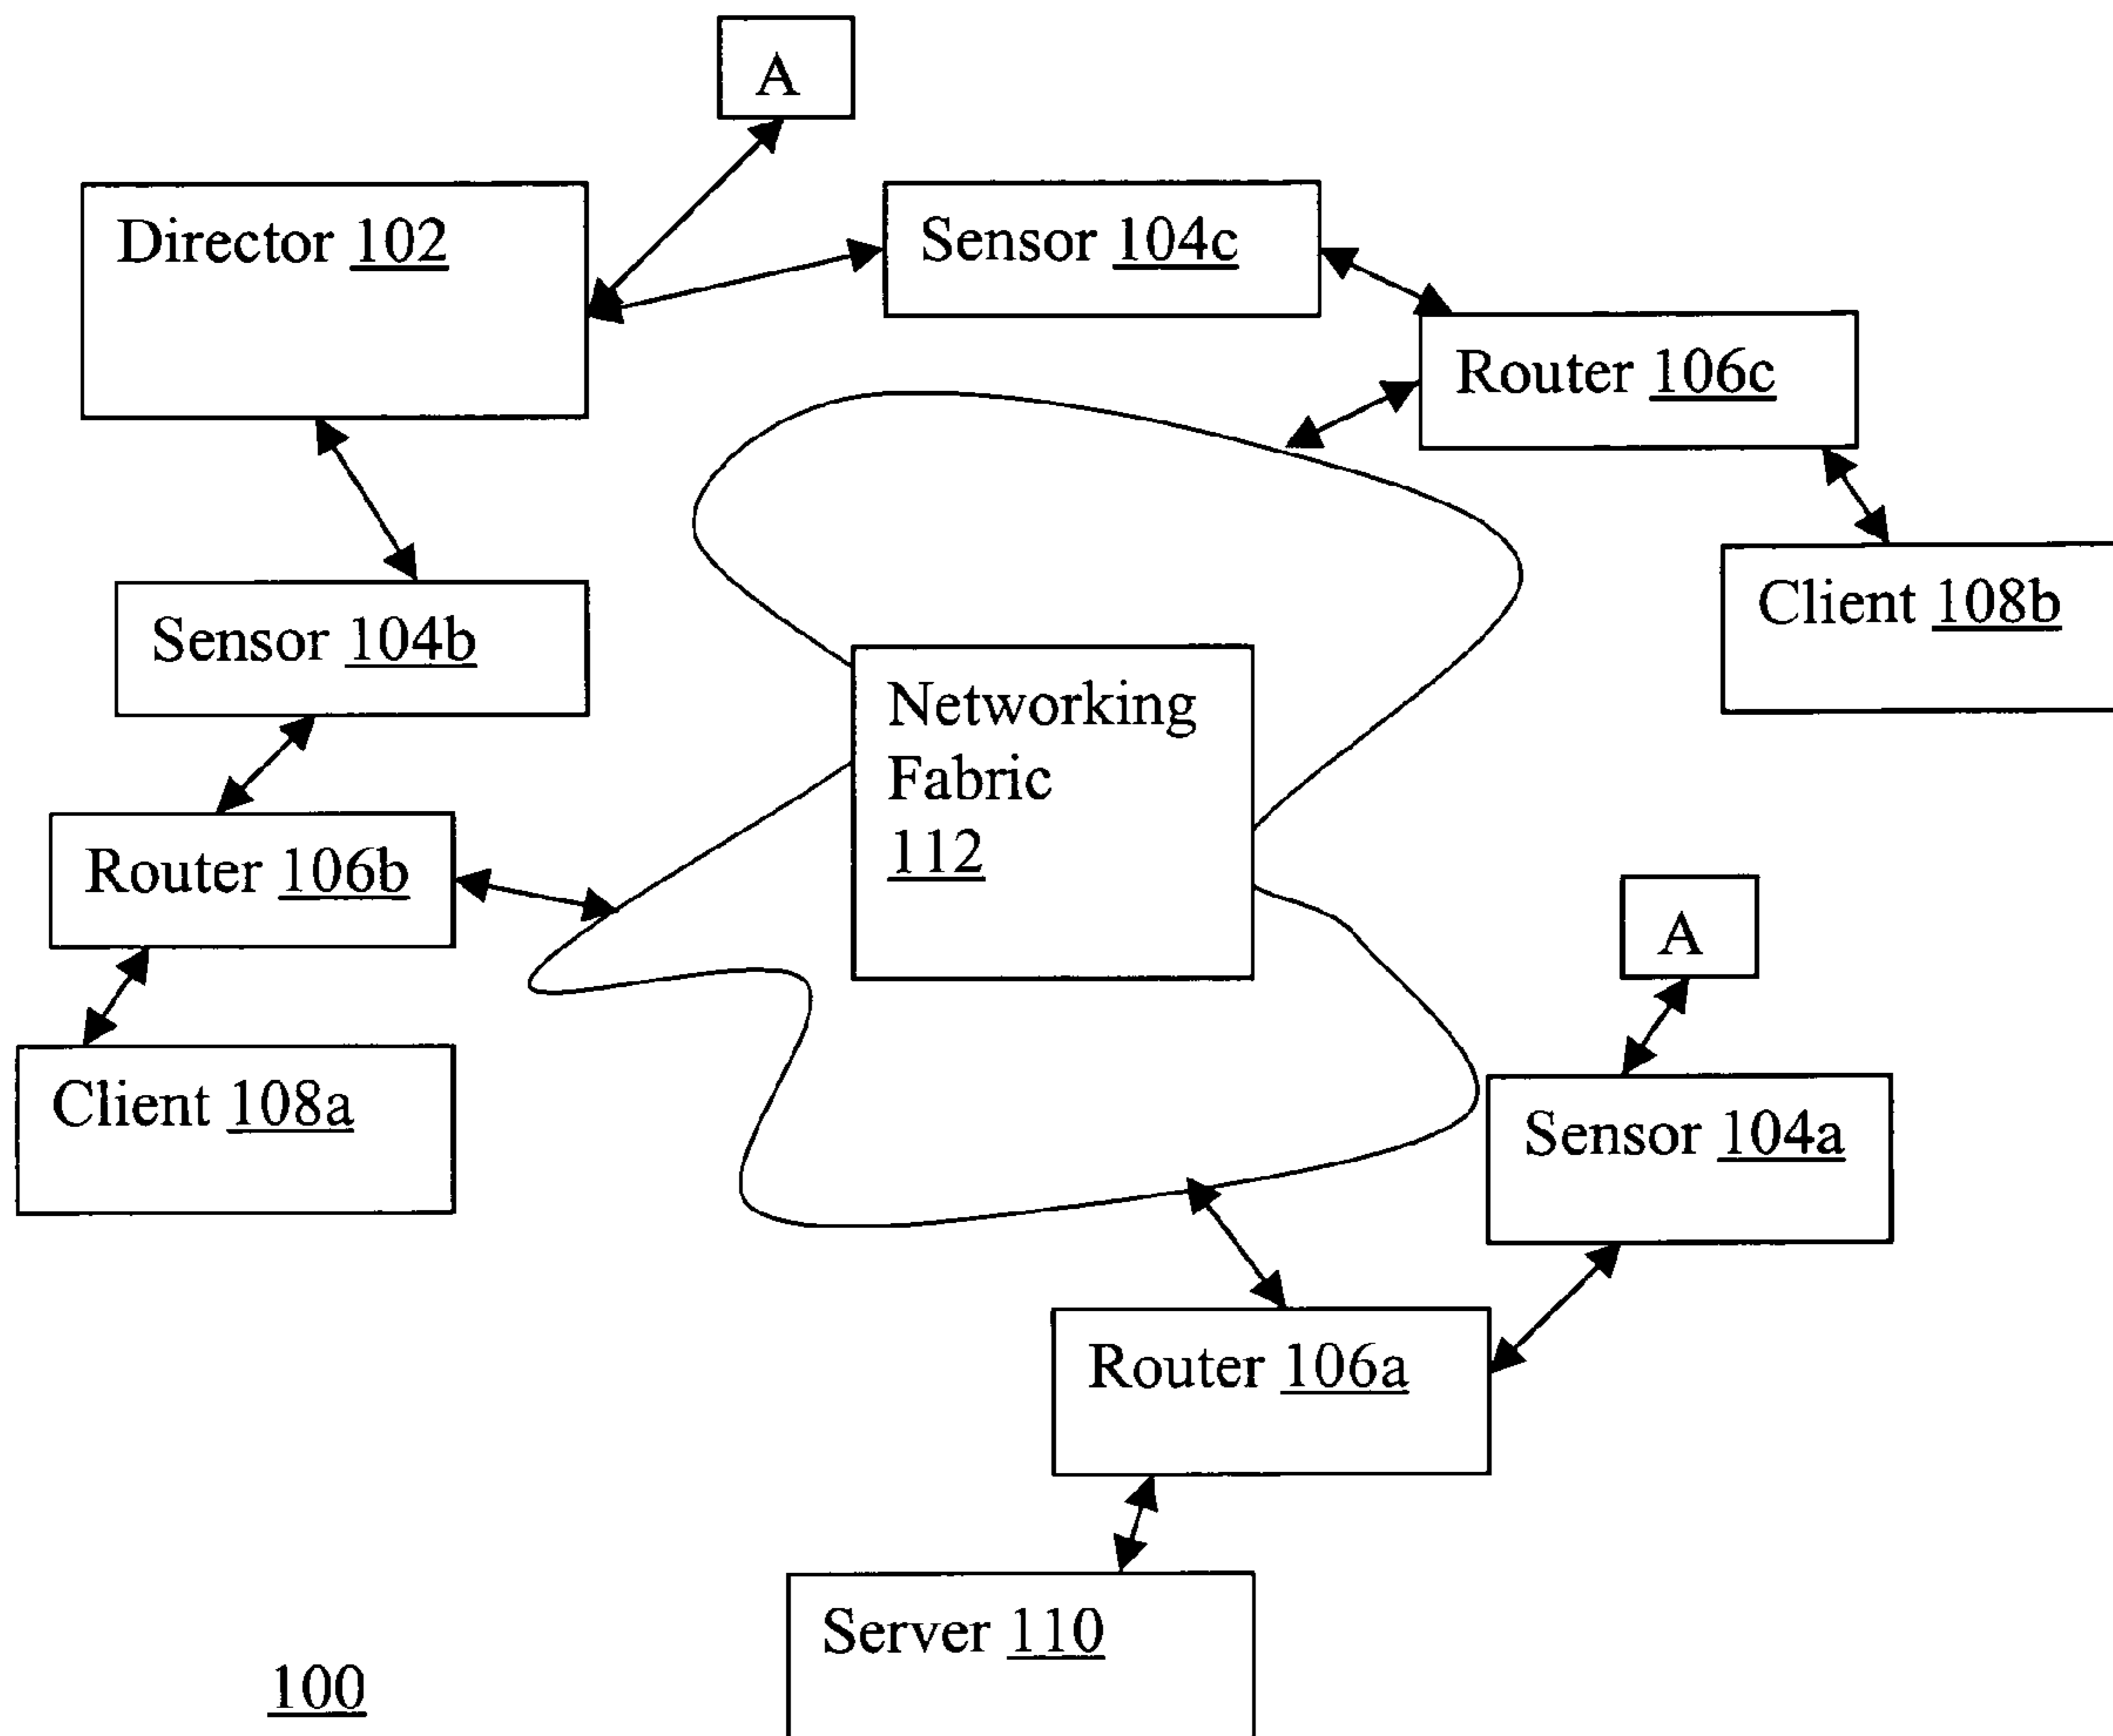 A
Director 102
Sensor 104c
Router 106c
Client 108b
Sensor 104b
Networking
Fabric
112
Router 106b
A
Client 108a
Sensor 104a
Router 106a
Server 110
100